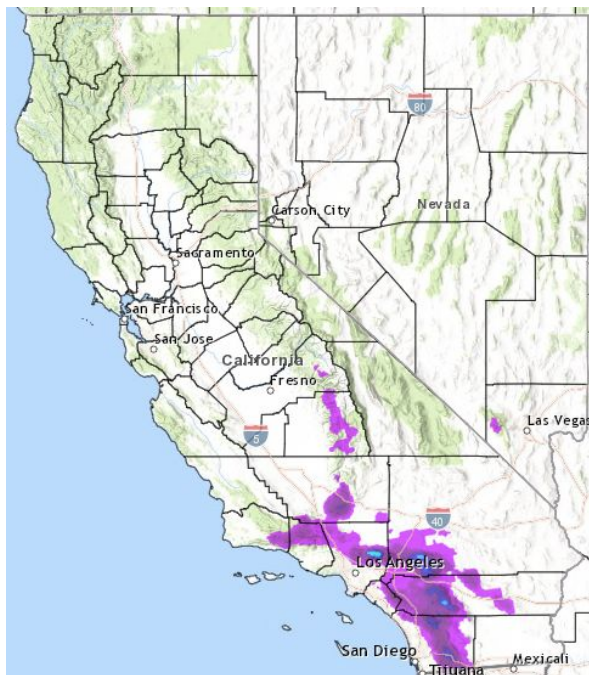 80
Nevada
Carson City
Sacramento
San Francisco
San Jose
California
Fresno
5
Las Vegas
40
Los Angeles
San Diego
Tijuana
Mexicali